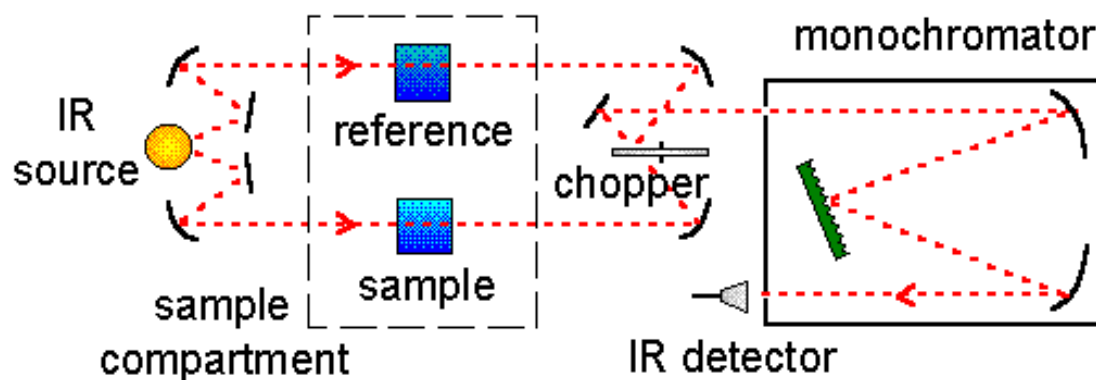 monochromator
IR
source
reference
chopper
sample
sample
compartment
IR detector